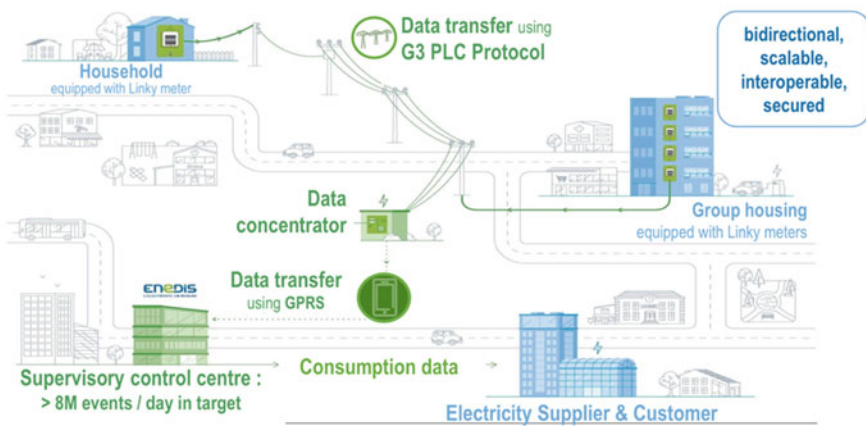 Data transfer using
G3 PLC Protocol
bidirectional,
scalable,
interoperable,
secured
Household
equipped with Linky meter
Data
concentrator
Group housing
equipped with Linky meters
ENEDIS
Data transfer
using GPRS
Consumption data
Supervisory control centre :
> 8M events / day in target
Electricity Supplier & Customer